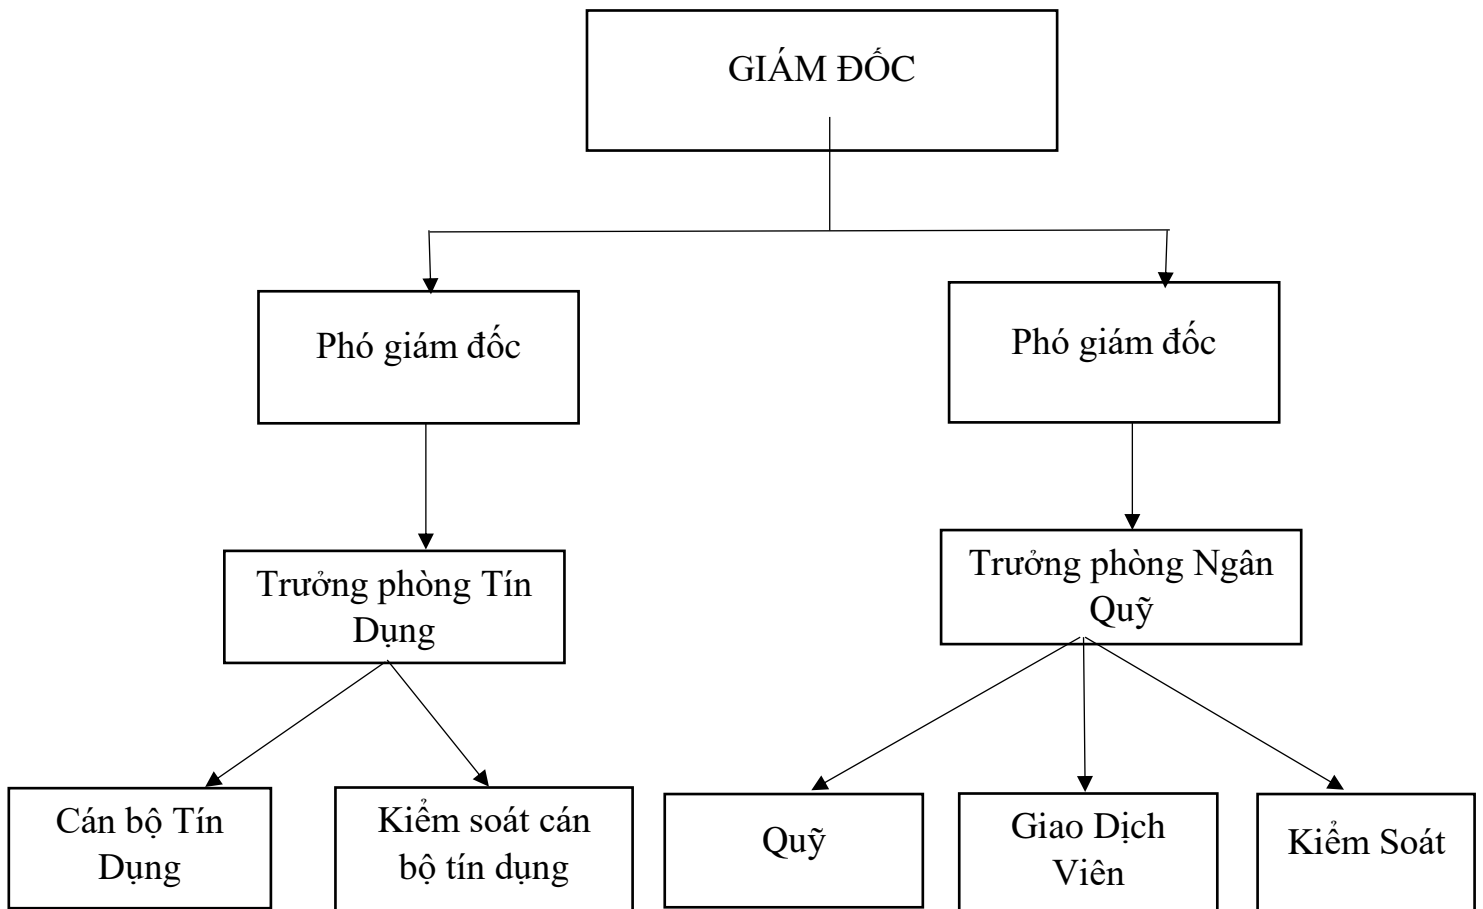 GIÁM ĐỐC
Phó giám đốc
Phó giám đốc
Trưởng phòng Tín
Dụng
Trưởng phòng Ngân
Quỹ
Cán bộ Tín
Dụng
Kiểm soát cán
bộ tín dụng
Quỹ
Giao Dịch
Viên
Kiểm Soát